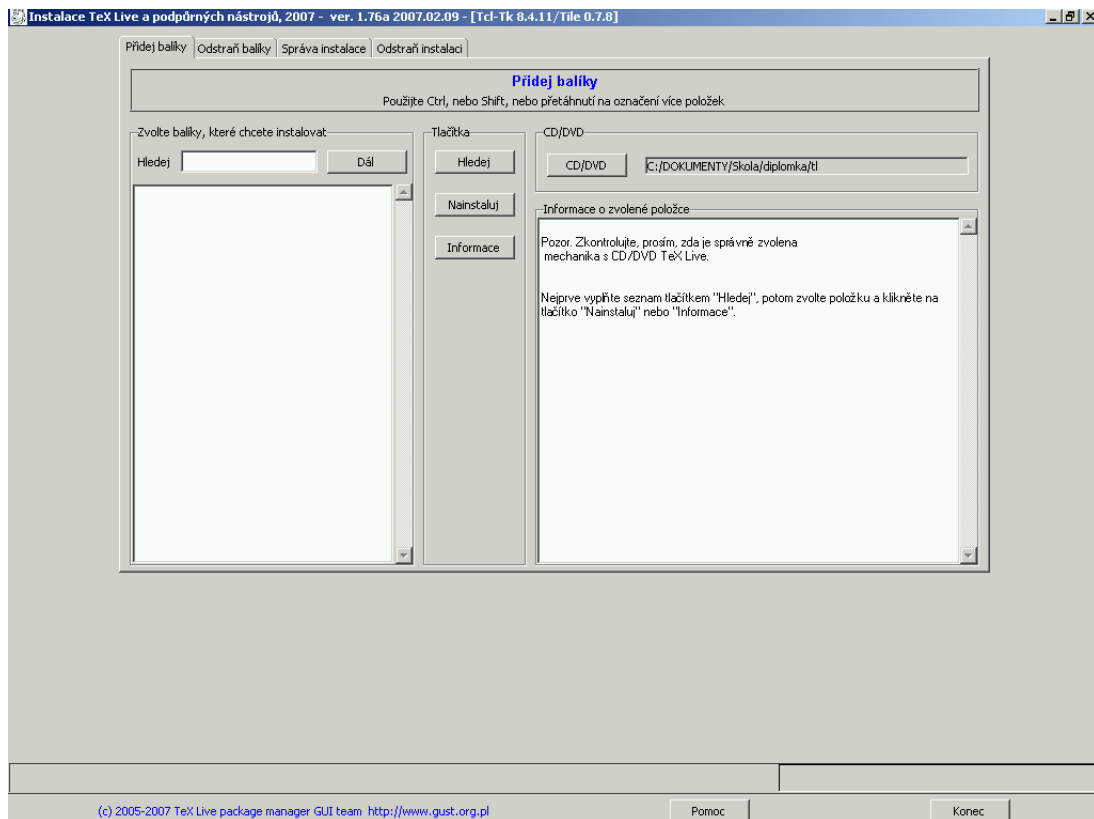 Instalace TeX Live a podpůrných nástrojů, 2007 - ver. 1.76a 2007.02.09 - [Tcl-Tk 8.4.11/Tile 0.7.8]
Přidej balíky
Odstraň balíky
Správa instalace
Odstraň instalaci
Přidej balíky
Použijte Ctrl, nebo Shift, nebo přetáhnutí na označení více položek
Zvolte balíky, které chcete instalovat
Hledej
Dál
Tlačítka
Hledej
Nainstaluj
Informace
CD/DVD
CD/DVD
C:/DOKUMENTY/Skola/diplomka/tl
Informace o zvolené položce
Pozor. Zkontrolujte, prosím, zda je správně zvolena
mechanika s CD/DVD TeX Live.
Nejprve vyplňte seznam tlačítkem "Hledej", potom zvolte položku a klikněte na
tlačítko "Nainstaluj" nebo "Informace".
(c) 2005-2007 TeX Live package manager GUI team http://www.gust.org.pl
Pomoc
Konec